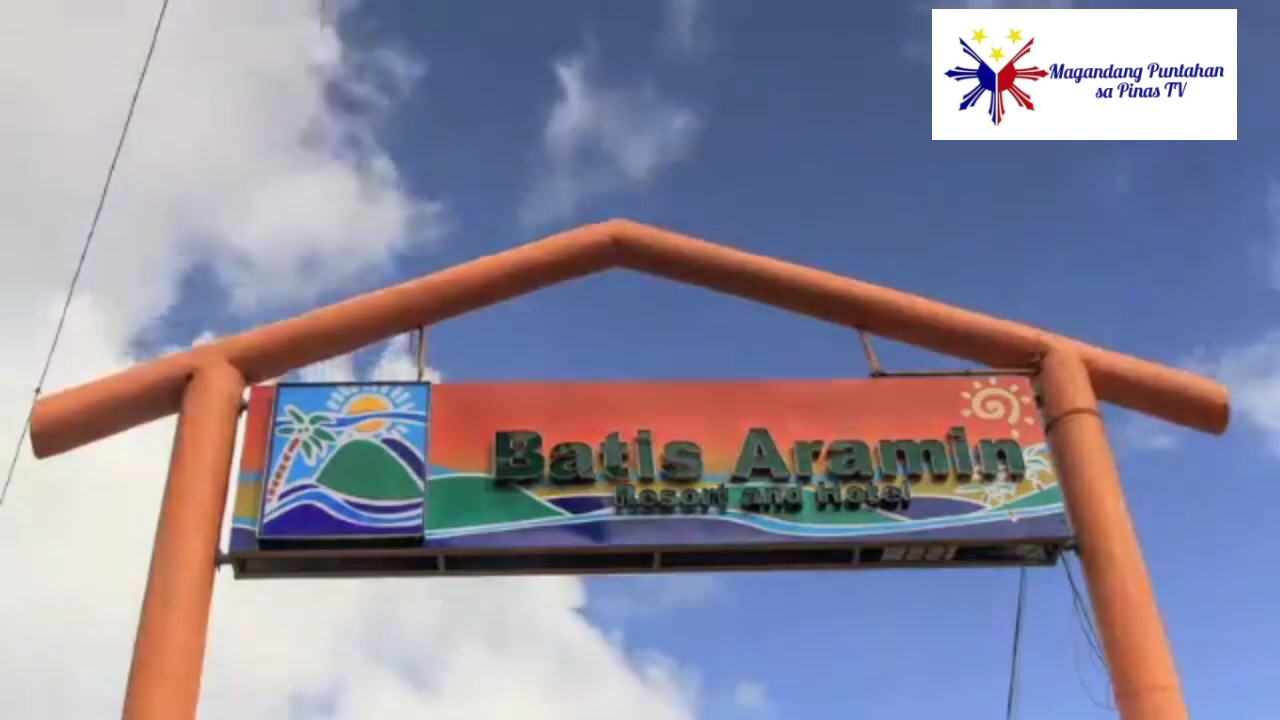 Magandang Puntahan
sa Pinas TV
Batis Aramin
Resort and Hotel